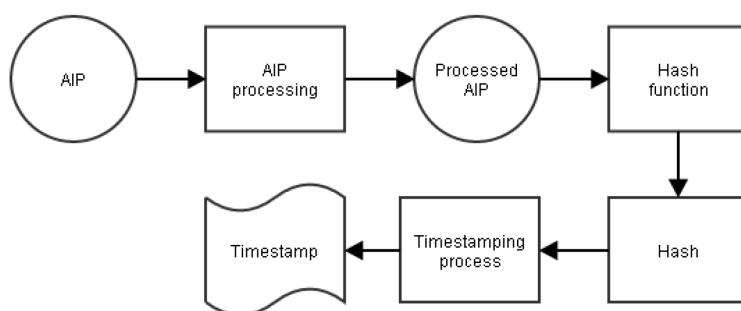 AIP
AIP
processing
Processed
AIP
Hash
function
Timestamp
Timestamping
process
Hash